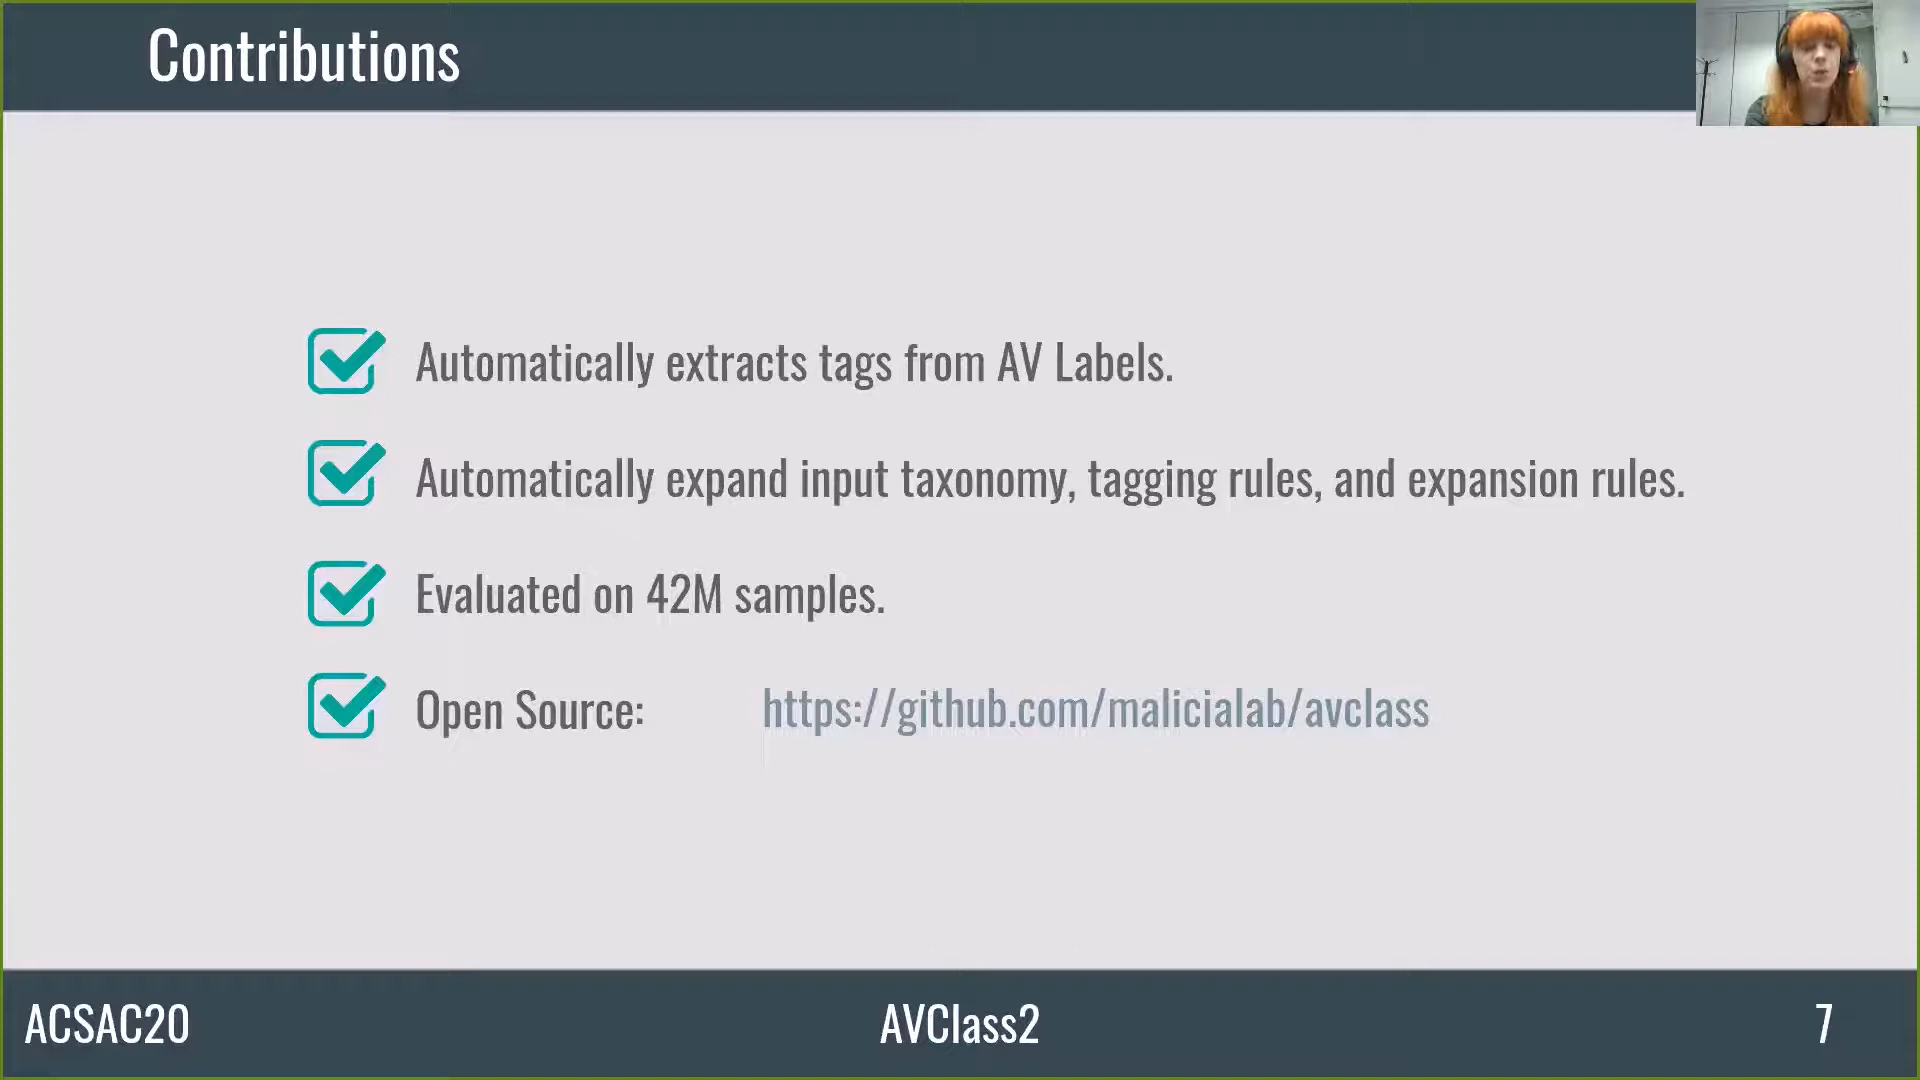 Contributions
Automatically extracts tags from AV Labels.
Automatically expand input taxonomy, tagging rules, and expansion rules.
Evaluated on 42M samples.
Open Source: https://github.com/malicialab/avclass
ACSAC20 AVClass2 7